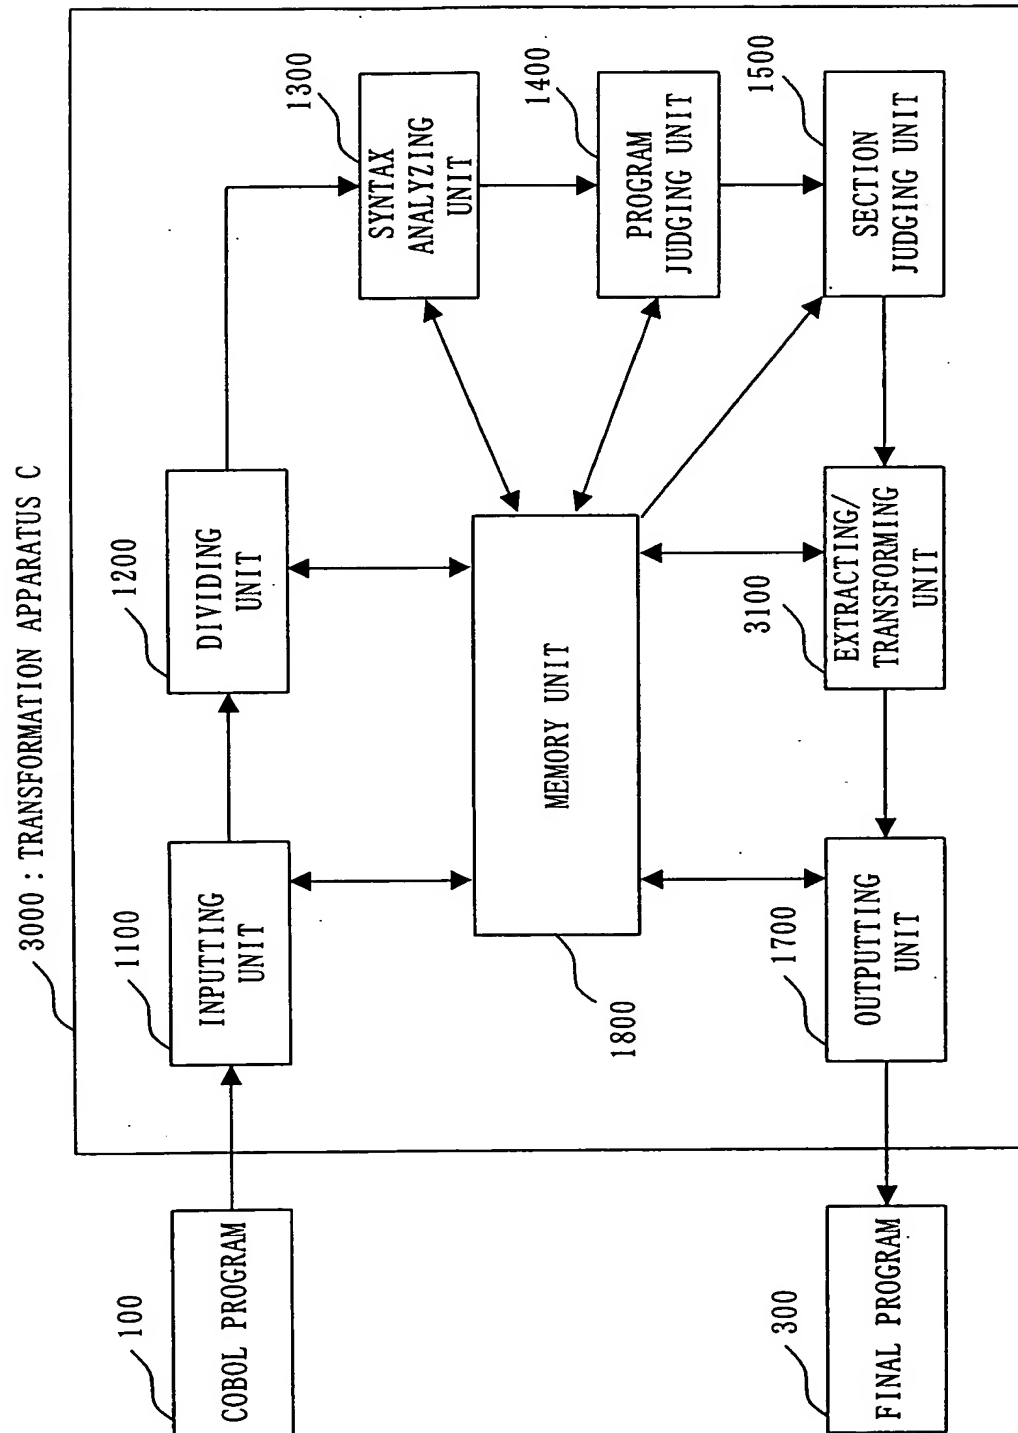 3000 : TRANSFORMATION APPARATUS C
100
COBOL PROGRAM
1100
INPUTTING
UNIT
1200
DIVIDING
UNIT
1300
SYNTAX
ANALYZING
UNIT
1400
PROGRAM
JUDGING UNIT
1500
SECTION
JUDGING UNIT
MEMORY UNIT
1800
3100
EXTRACTING/
TRANSFORMING
UNIT
1700
OUTPUTTING
UNIT
300
FINAL PROGRAM